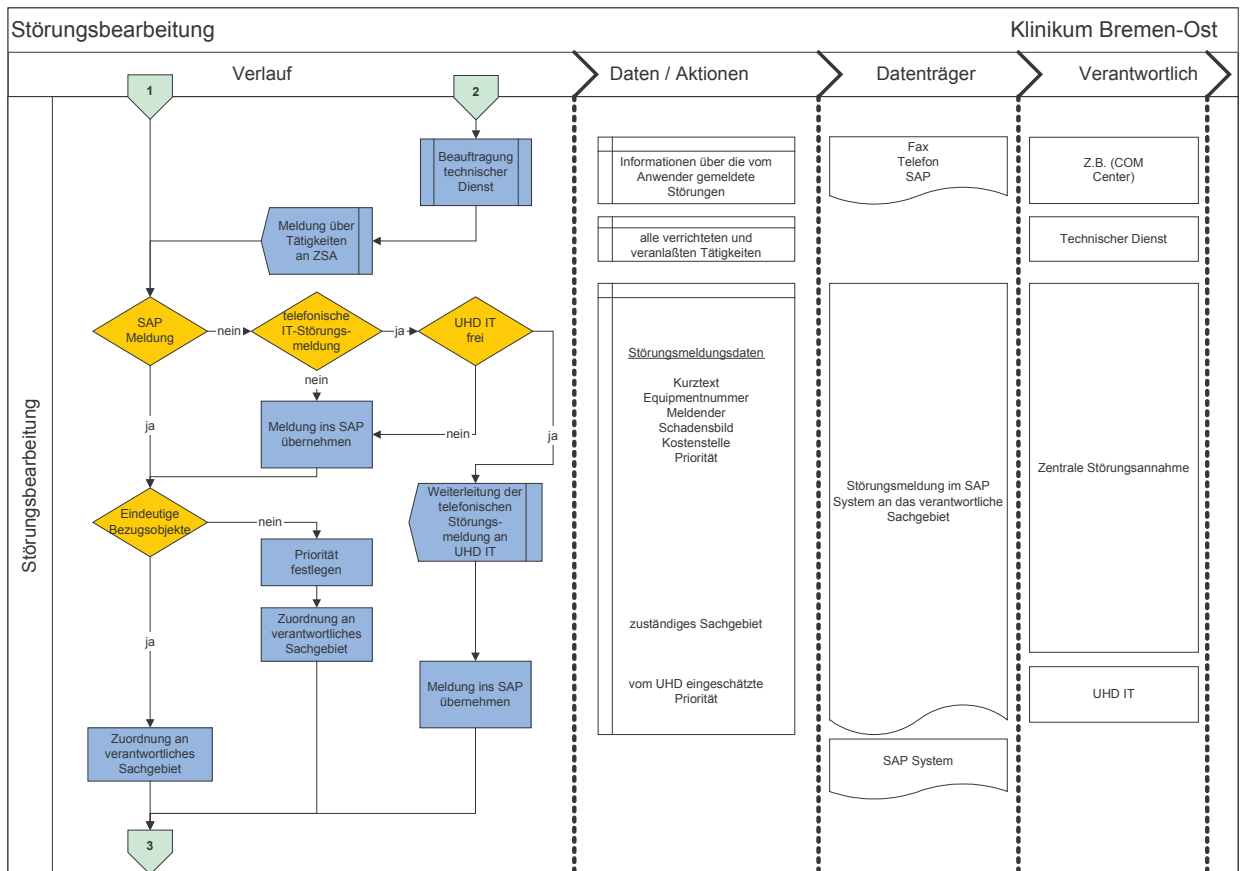 Störungsbearbeitung
Klinikum Bremen-Ost
Verlauf
Daten / Aktionen
Datenträger
Verantwortlich
Störungsbearbeitung
1
2
Beauftragung
technischer
Dienst
Meldung über
Tätigkeiten
an ZSA
SAP
Meldung
nein
telefonische
IT-Störungs-
meldung
ja
UHD IT
frei
nein
ja
Meldung ins SAP
übernehmen
nein
ja
Eindeutige
Bezugsobjekte
nein
Weiterleitung der
telefonischen
Störungs-
meldung an
UHD IT
Priorität
festlegen
Zuordnung an
verantwortliches
Sachgebiet
ja
Meldung ins SAP
übernehmen
Zuordnung an
verantwortliches
Sachgebiet
3
Informationen über die vom
Anwender gemeldete
Störungen
alle verrichteten und
veranlaßten Tätigkeiten
Störungsmeldungsdaten
Kurztext
Equipmentnummer
Meldender
Schadensbild
Kostenstelle
Priorität
zuständiges Sachgebiet
vom UHD eingeschätzte
Priorität
Fax
Telefon
SAP
Störungsmeldung im SAP
System an das verantwortliche
Sachgebiet
SAP System
Z.B. (COM
Center)
Technischer Dienst
Zentrale Störungsannahme
UHD IT